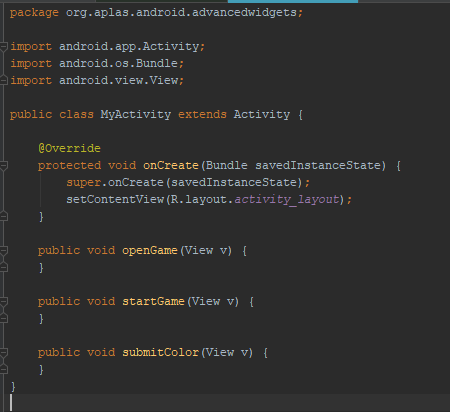 package org.aplas.android.advancedwidgets;
import android.app.Activity;
import android.os.Bundle;
import android.view.View;
public class MyActivity extends Activity {
@Override
protected void onCreate(Bundle savedInstanceState) {
super.onCreate(savedInstanceState);
setContentView(R.layout.activity_layout);
}
public void openGame(View v) {
}
public void startGame(View v) {
}
public void submitColor(View v) {
}
}